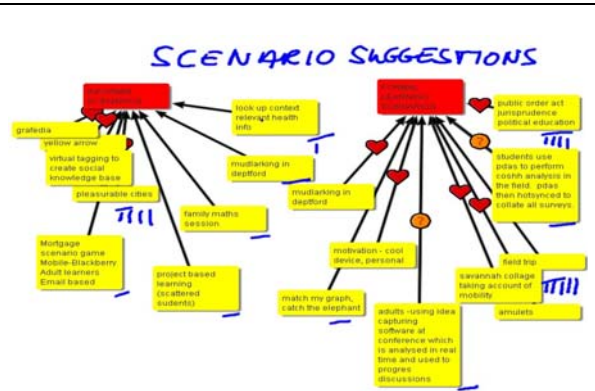 SCENARIO SUGGESTIONS
grafedia
yellow arrow
virtual tagging to
create social
knowledge base
pleasurable cities
Mortgage
scenario game
Mobile-Blackberry
Adult learners
Email based
project based
learning
(scattered
sudents)
family maths
session
mudlarking in
deptford
look up context
relevant health
info
mudlarking in
deptford
motivation - cool
device, personal
match my graph,
catch the elephant
adults -using idea
capturing
software at
conference which
is analysed in real
time and used to
progres
discussions
public order act
jurisprudence
political education
?
students use
pdas to perform
coshh analysis in
the field. pdas
then hotsynced to
collate all surveys
?
field trip
savannah collage
taking account of
mobility
amulets